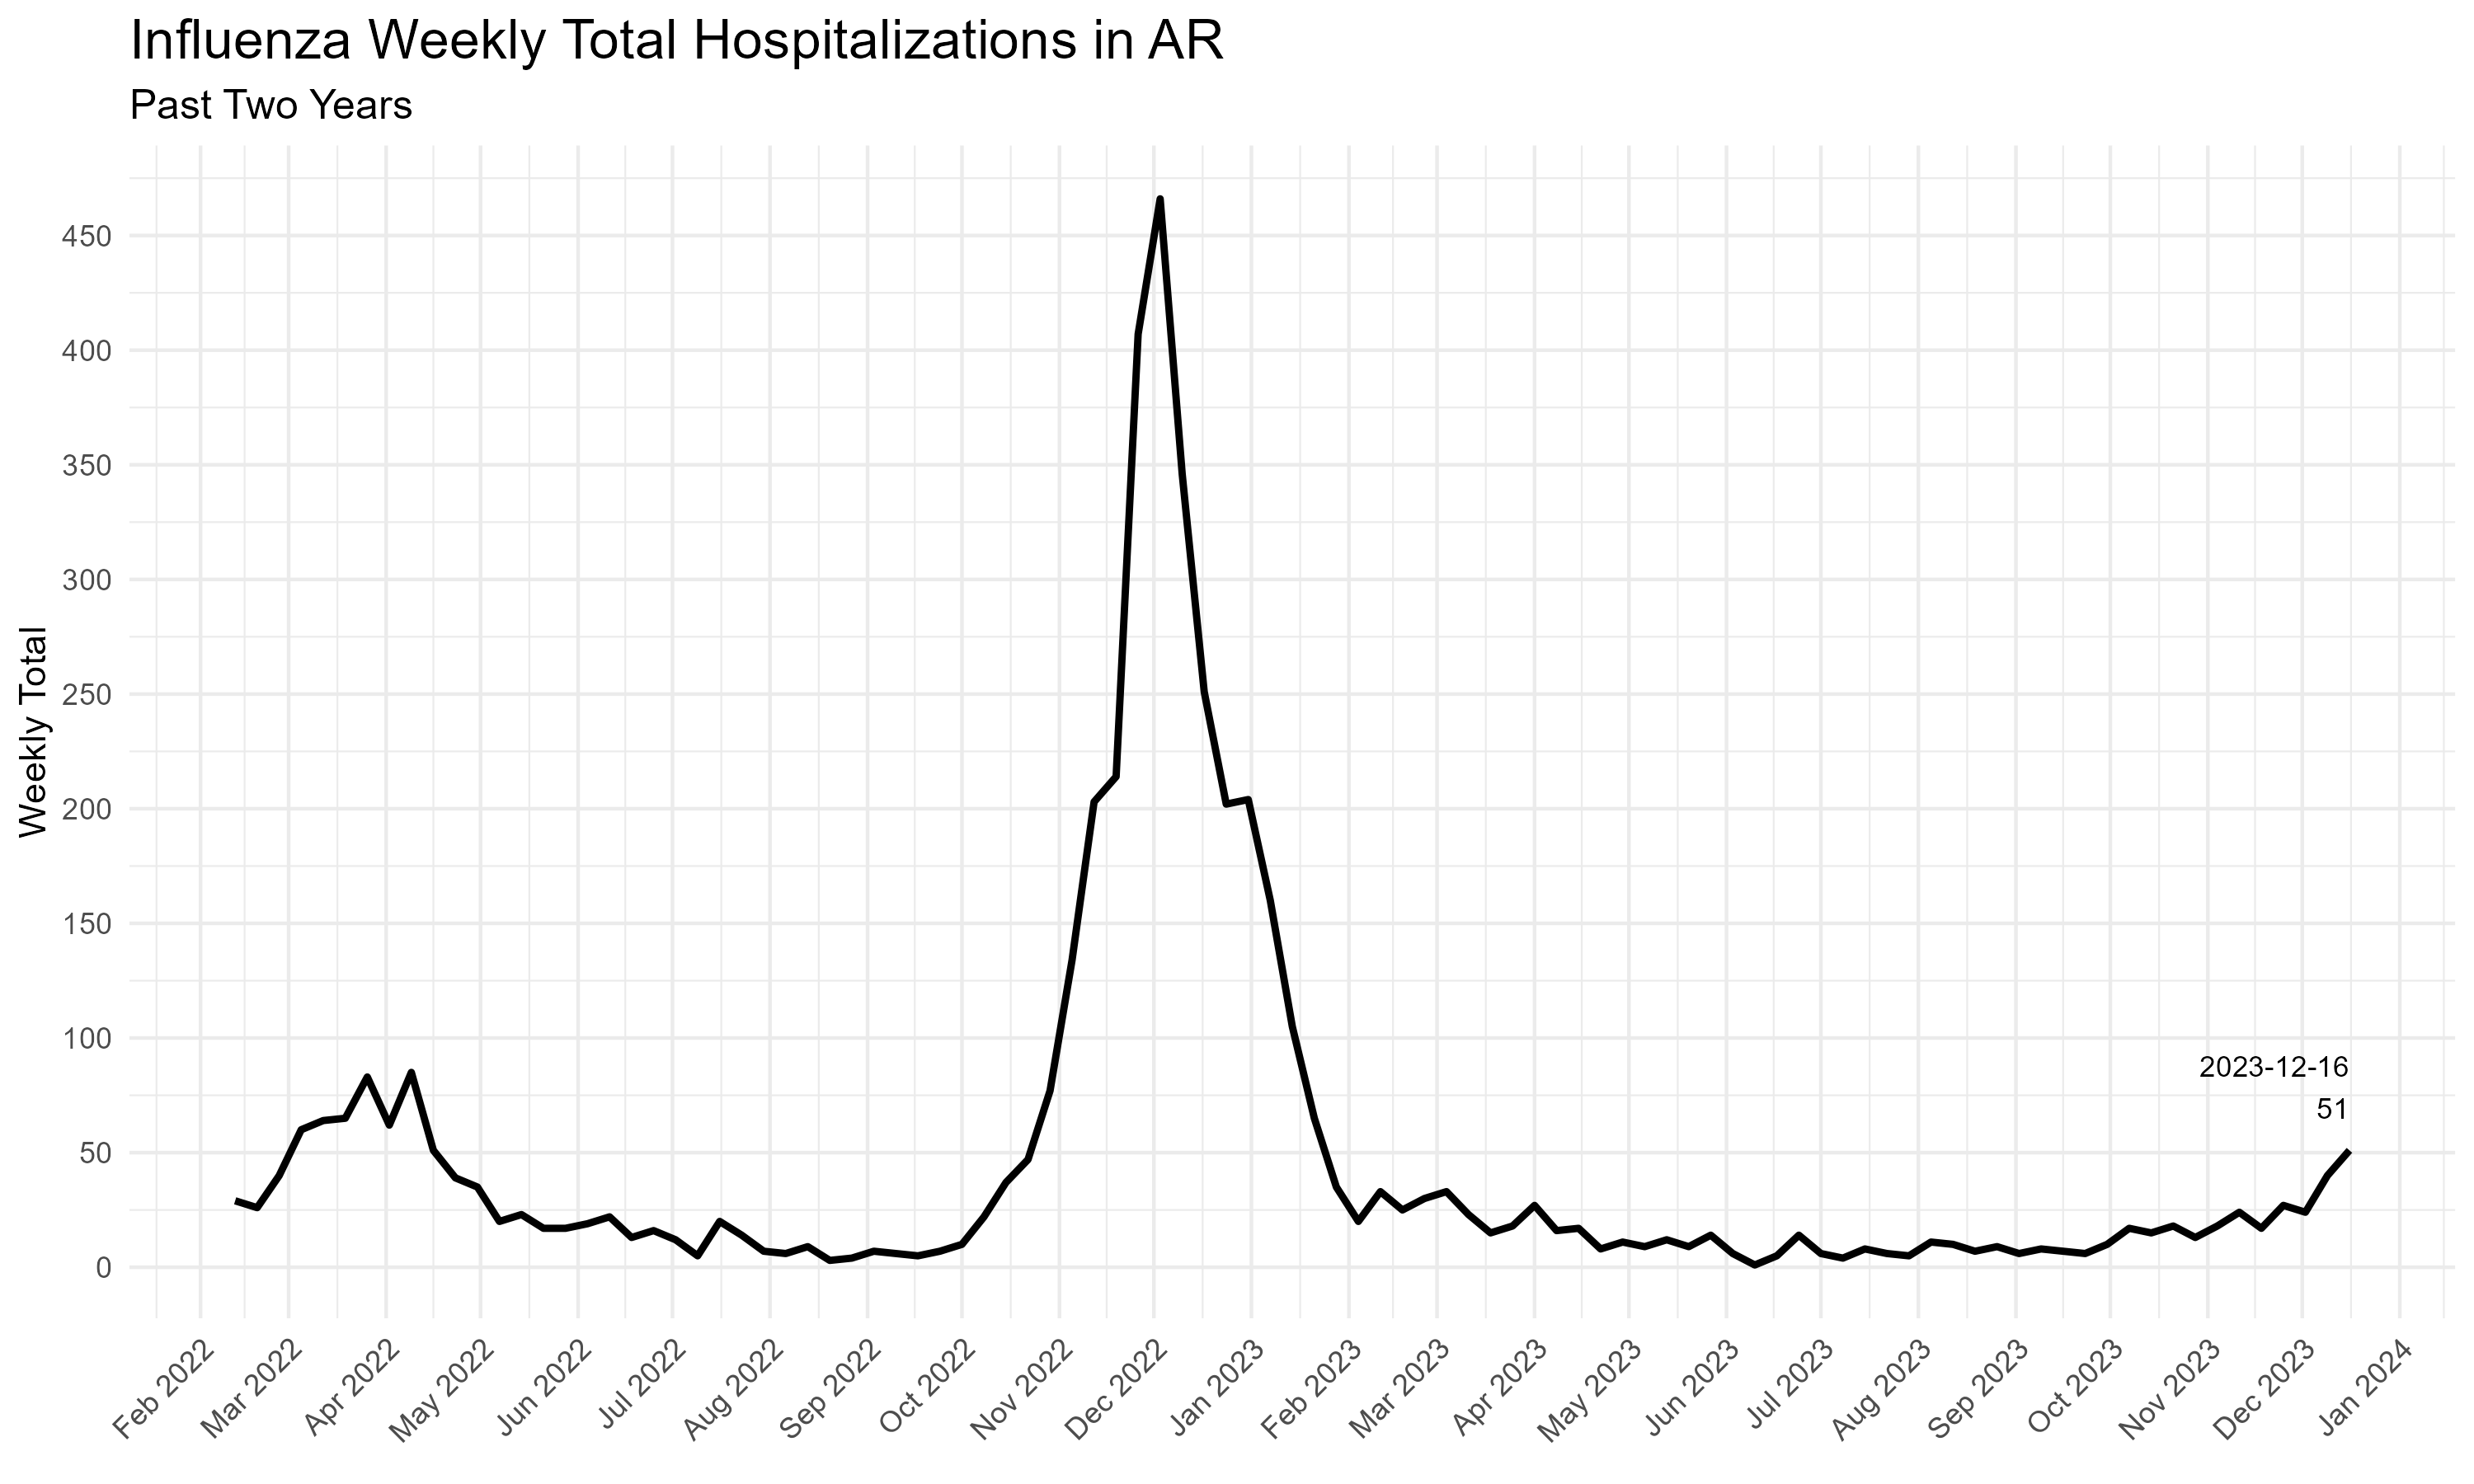 Influenza Weekly Total Hospitalizations in AR
Past Two Years
Weekly Total
450
400
350
300
250
200
150
100
50
0
2023-12-16
51
Feb 2022
Mar 2022
Apr 2022
May 2022
Jun 2022
Jul 2022
Aug 2022
Sep 2022
Oct 2022
Nov 2022
Dec 2022
Jan 2023
Feb 2023
Mar 2023
Apr 2023
May 2023
Jun 2023
Jul 2023
Aug 2023
Sep 2023
Oct 2023
Nov 2023
Dec 2023
Jan 2024